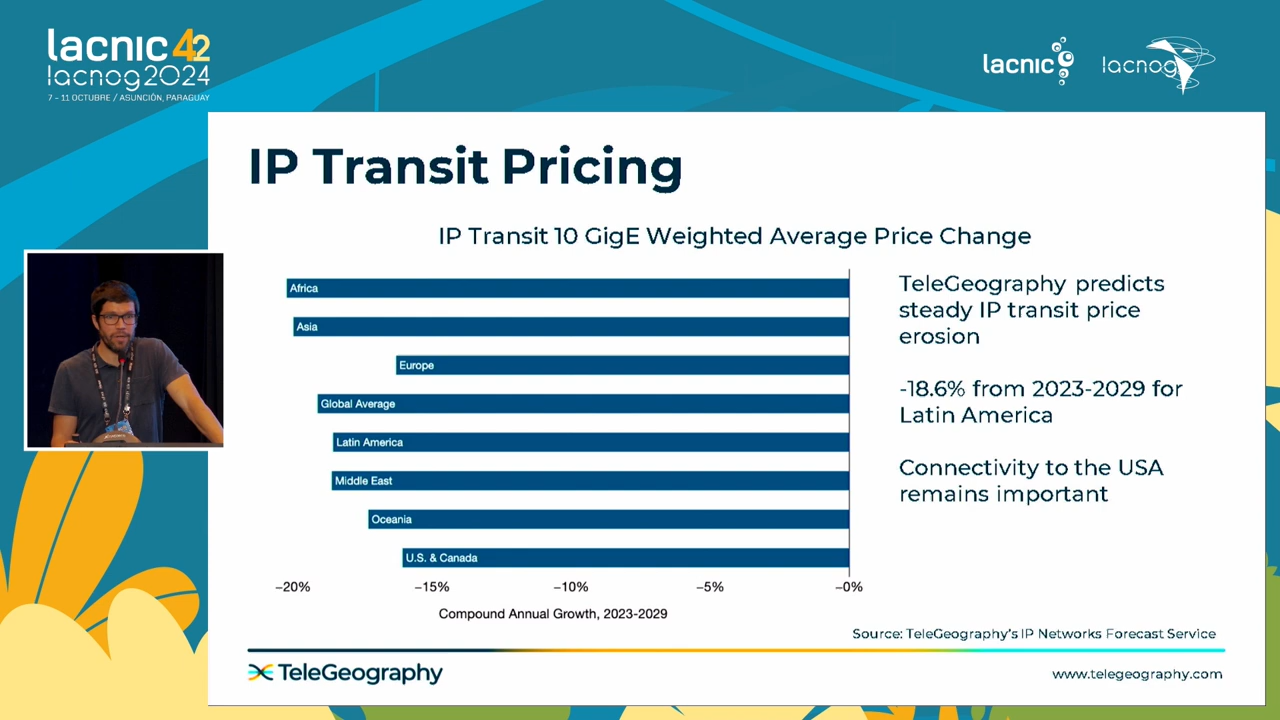 lacnic 42
lacnog2024
7 - 11 OCTUBRE / ASUNCIÓN, PARAGUAY
lacnic
lacnog
IP Transit Pricing
IP Transit 10 GigE Weighted Average Price Change
Africa
Asia
Europe
Global Average
Latin America
Middle East
Oceania
U.S. & Canada
−20% −15% −10% −5% −0%
Compound Annual Growth, 2023-2029
TeleGeography predicts
steady IP transit price
erosion
-18.6% from 2023-2029 for
Latin America
Connectivity to the USA
remains important
Source: TeleGeography's IP Networks Forecast Service
TeleGeography
www.telegeography.com